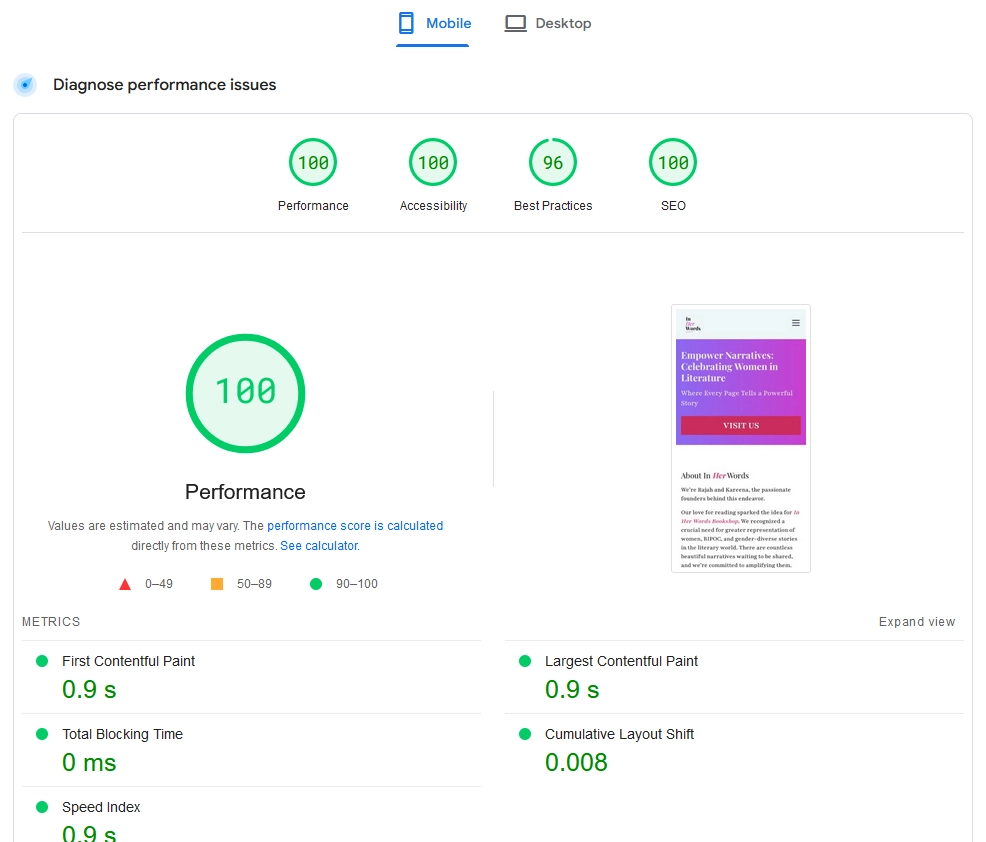 Mobile
Desktop
Diagnose performance issues
100
100
96
100
Performance
Accessibility
Best Practices
SEO
100
Performance
Values are estimated and may vary. The performance score is calculated
directly from these metrics. See calculator.
0–49
50–89
90–100
In
Her
Words
Empower Narratives:
Celebrating Women in
Literature
Where Every Page Tells a Powerful
Story
VISIT US
About In Her Words
We're Rajah and Kareena, the passionate
founders behind this endeavor.
Our love for reading sparked the idea for In
Her Words Bookshop. We recognized a
crucial need for greater representation of
women, BIPOC, and gender-diverse stories
in the literary world. There are countless
beautiful narratives waiting to be shared,
and we're committed to amplifying them.
METRICS
Expand view
First Contentful Paint
0.9 s
Largest Contentful Paint
0.9 s
Total Blocking Time
0 ms
Cumulative Layout Shift
0.008
Speed Index
0.9 s